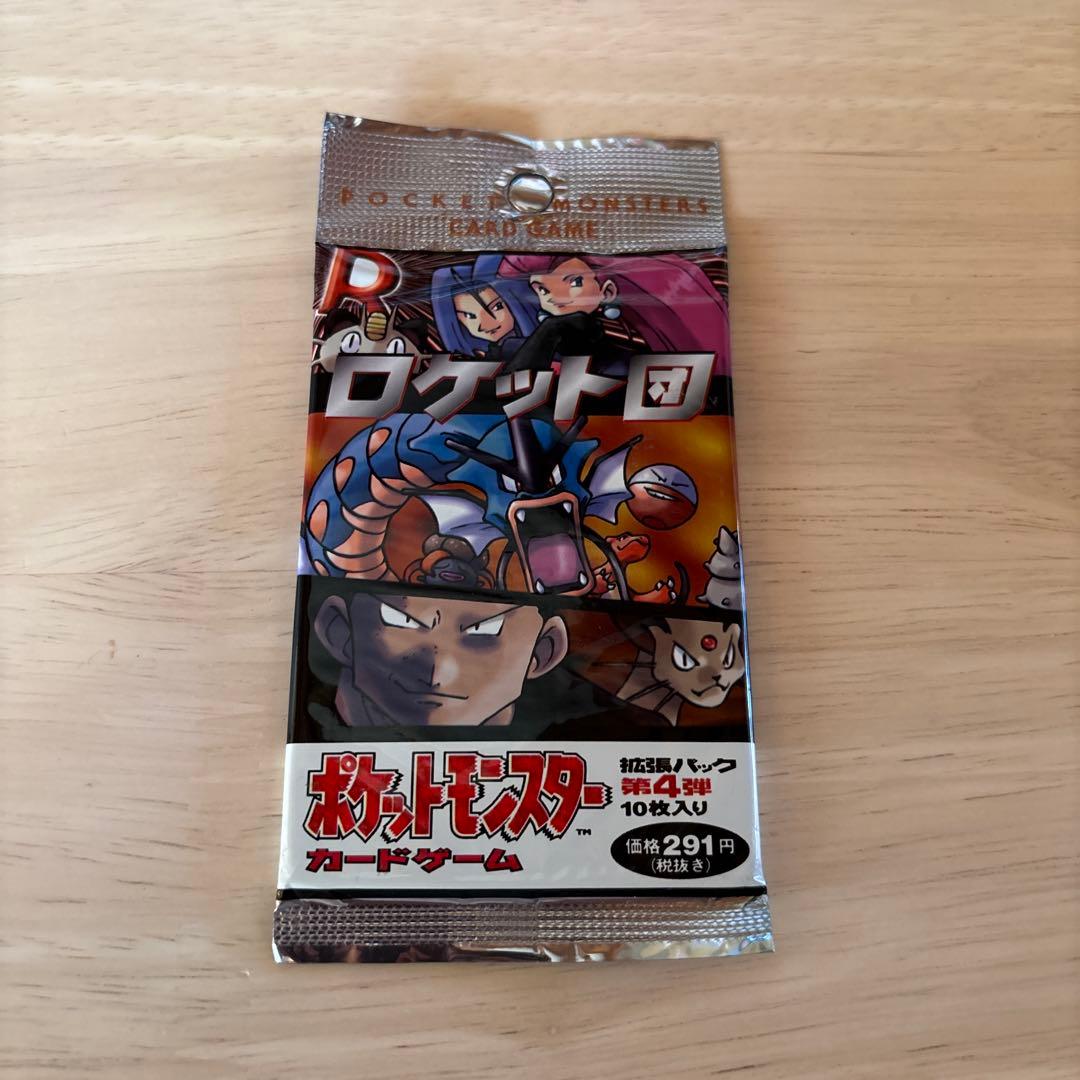 POCKET MONSTERS
CARD GAME
R
ロケット団
ポケットモンスター™
カードゲーム
拡張パック
第4弾
10枚入り
価格291円
(税抜き)